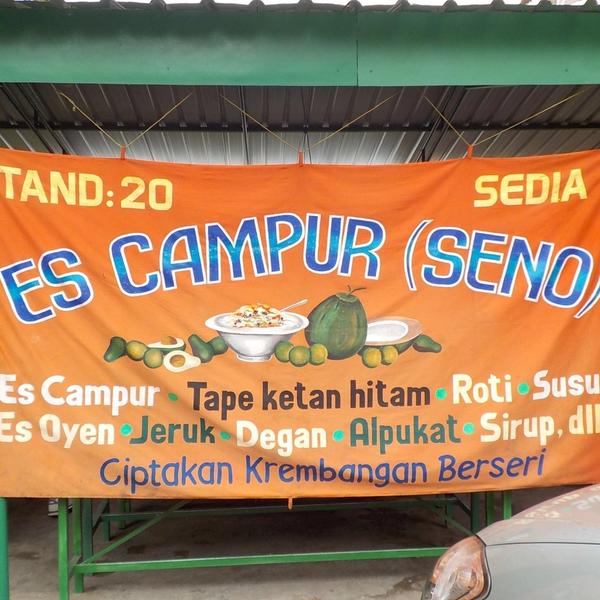 TAND: 20 SEDIA
ES CAMPUR (SENO)
Es Campur • Tape ketan hitam • Roti • Susu
Es Oyen • Jeruk • Degan • Alpukat • Sirup, dll
Ciptakan Krembangan Berseri